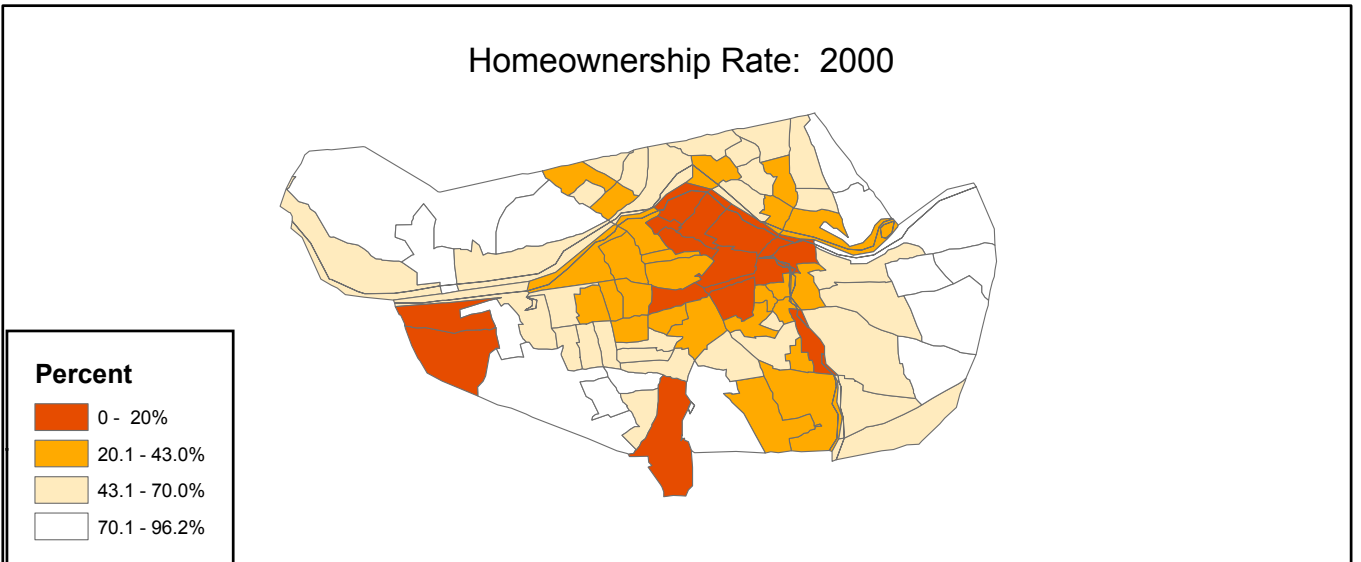 Homeownership Rate: 2000
Percent
0 - 20%
20.1 - 43.0%
43.1 - 70.0%
70.1 - 96.2%